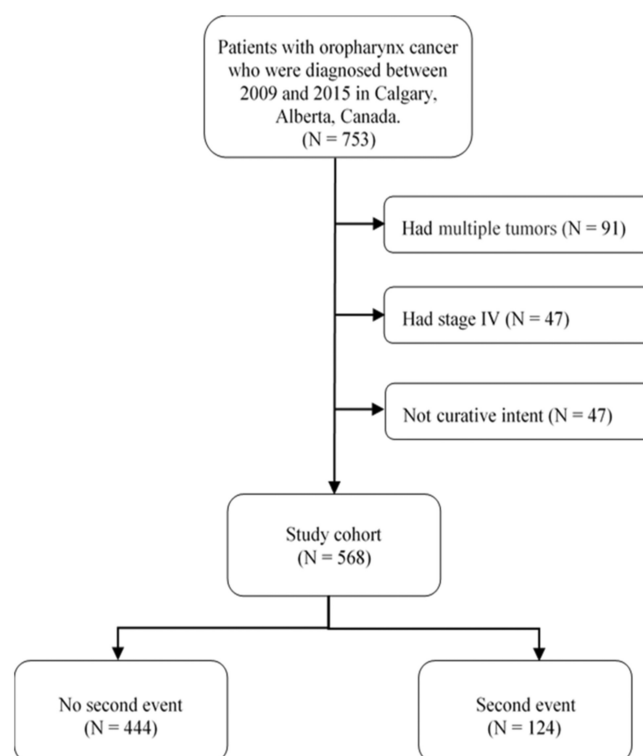 Patients with oropharynx cancer
who were diagnosed between
2009 and 2015 in Calgary,
Alberta, Canada.
(N = 753)
Had multiple tumors (N = 91)
Had stage IV (N = 47)
Not curative intent (N = 47)
Study cohort
(N = 568)
No second event
(N = 444)
Second event
(N = 124)